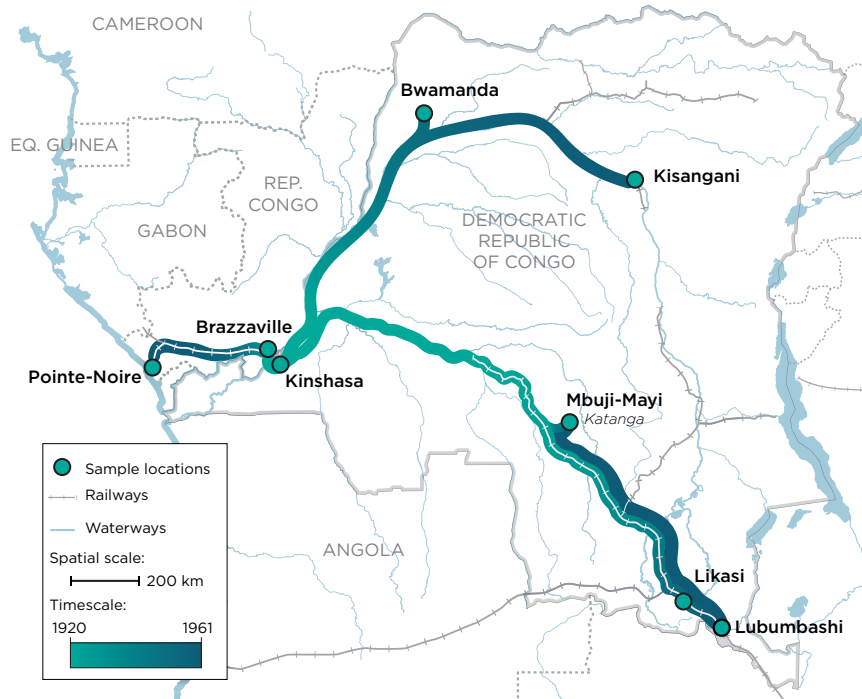 CAMEROON
Bwamanda
EQ. GUINEA
Kisangani
REP.
CONGO
GABON
DEMOCRATIC
REPUBLIC
OF CONGO
Brazzaville
Pointe-Noire
Kinshasa
Mbuji-Mayi
Katanga
Sample locations
Railways
Waterways
Spatial scale:
200 km
Timescale:
1920 1961
ANGOLA
Likasi
Lubumbashi